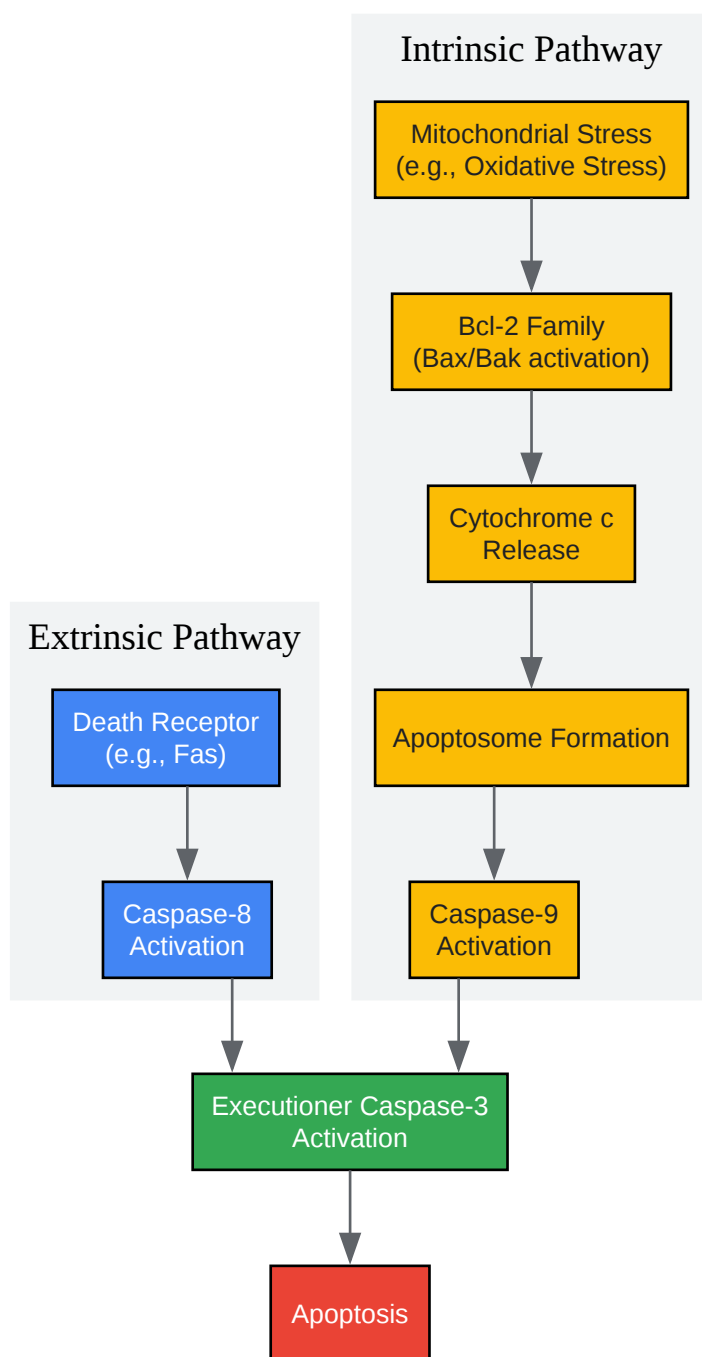 Intrinsic Pathway
Mitochondrial Stress
(e.g., Oxidative Stress)
Bcl-2 Family
(Bax/Bak activation)
Cytochrome c
Release
Extrinsic Pathway
Death Receptor
(e.g., Fas)
Apoptosome Formation
Caspase-8
Activation
Caspase-9
Activation
Executioner Caspase-3
Activation
Apoptosis